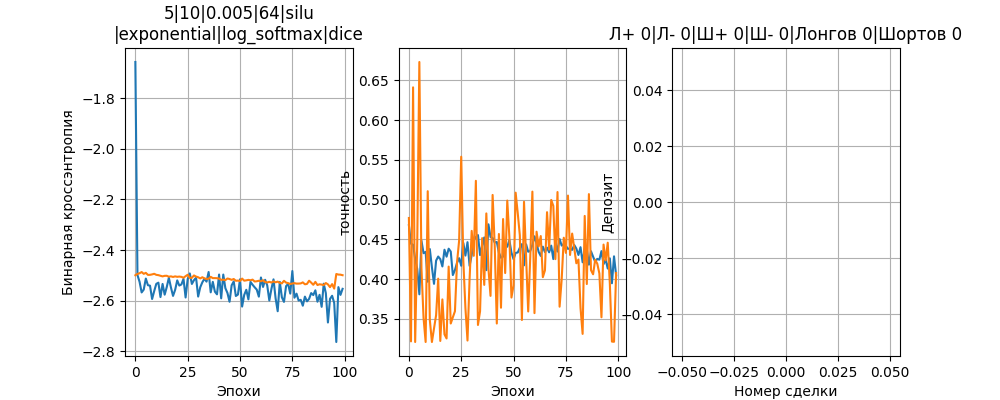 5|10|0.005|64|silu
|exponential|log_softmax|dice
Л+ 0|Л- 0|Ш+ 0|Ш- 0|Лонгов 0|Шортов 0
Бинарная кроссэнтропия
−1.8
−2.0
−2.2
−2.4
−2.6
−2.8
0 25 50 75 100
Эпохи
точность
0.65
0.60
0.55
0.50
0.45
0.40
0.35
0 25 50 75 100
Эпохи
Депозит
0.04
0.02
0.00
−0.02
−0.04
−0.050 −0.025 0.000 0.025 0.050
Номер сделки